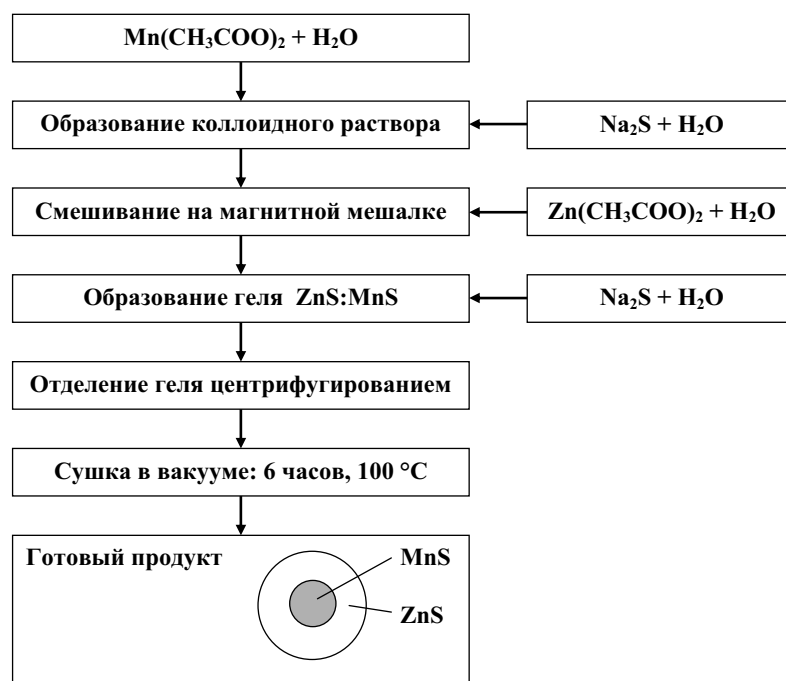 Mn(CH₃COO)₂ + H₂O
Образование коллоидного раствора
Na₂S + H₂O
Смешивание на магнитной мешалке
Zn(CH₃COO)₂ + H₂O
Образование геля ZnS:MnS
Na₂S + H₂O
Отделение геля центрифугированием
Сушка в вакууме: 6 часов, 100 °C
Готовый продукт
MnS
ZnS